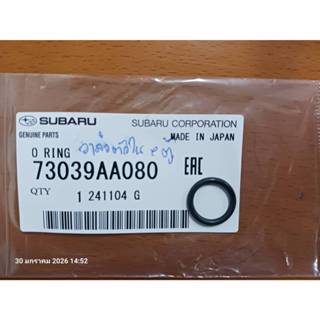 SUBARU
SUBARU CORPORATION
GENUINE PARTS
MADE IN JAPAN
O RING
73039AA080
EAC
QTY
1 241104 G
30 มกราคม 2026 14:52